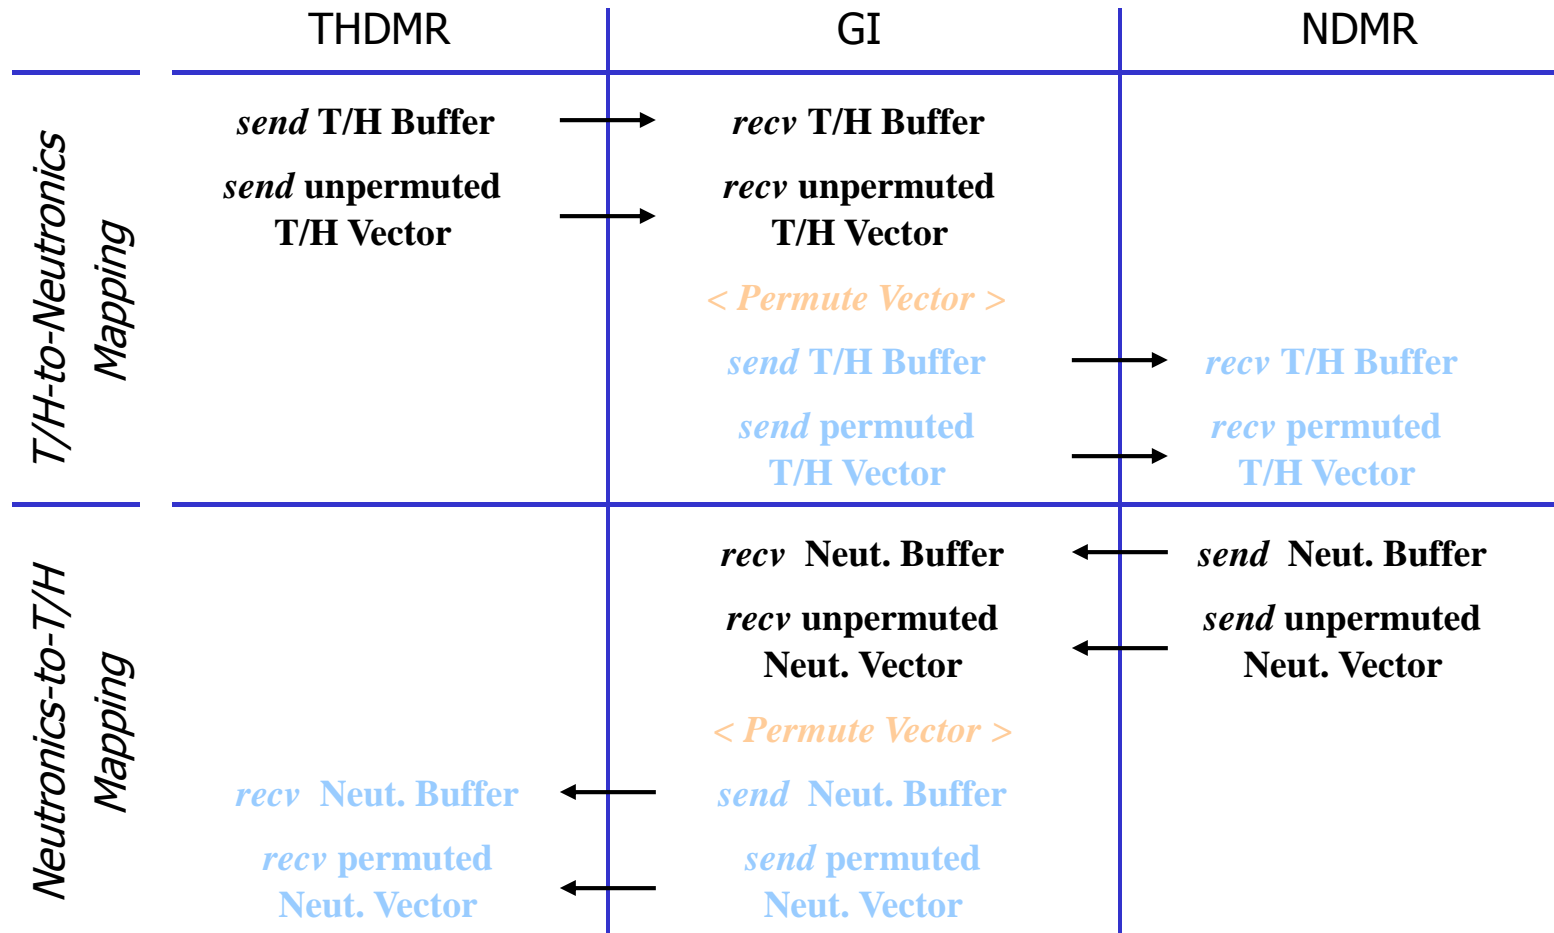 THDMR GI NDMR
T/H-to-Neutronics
Mapping
send T/H Buffer recv T/H Buffer
send unpermuted recv unpermuted
T/H Vector T/H Vector
< Permute Vector >
send T/H Buffer recv T/H Buffer
send permuted recv permuted
T/H Vector T/H Vector
Neutronics-to-T/H
Mapping
recv Neut. Buffer send Neut. Buffer
recv unpermuted send unpermuted
Neut. Vector Neut. Vector
< Permute Vector >
recv Neut. Buffer send Neut. Buffer
recv permuted send permuted
Neut. Vector Neut. Vector